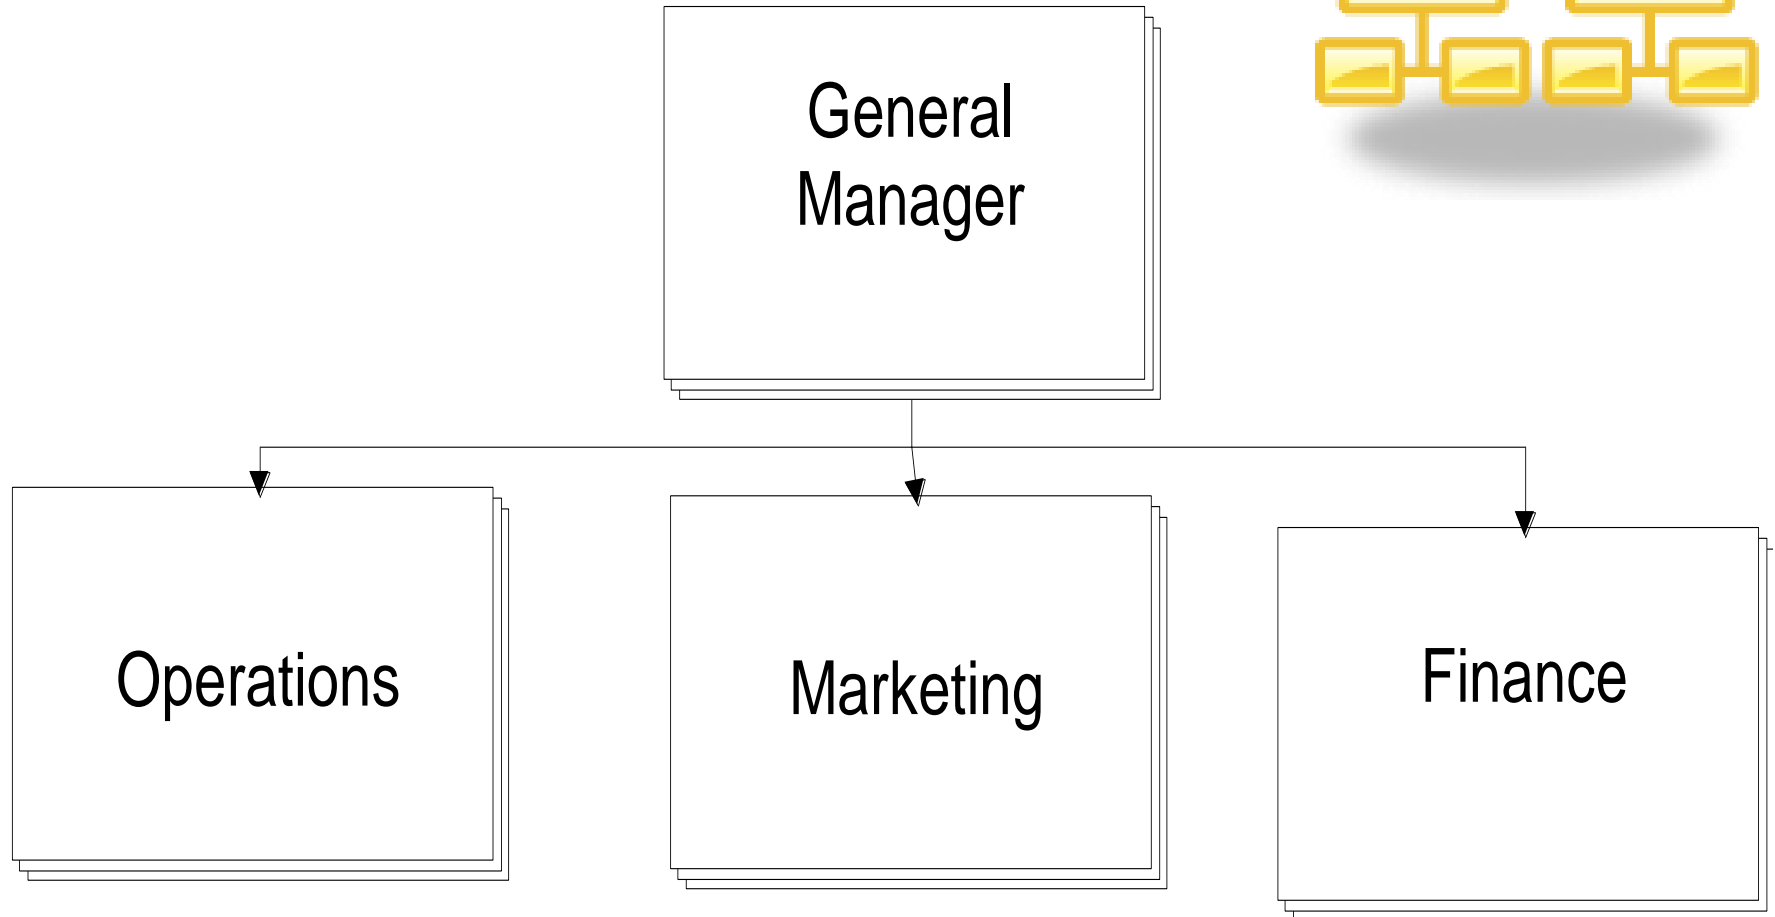 General
Manager
Operations
Marketing
Finance